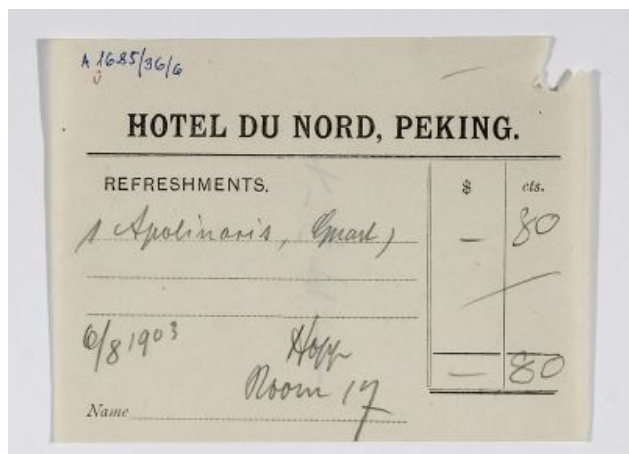 A 1685/36/6
HOTEL DU NORD, PEKING.
REFRESHMENTS. $ cts.
1 Apolinaris, Quart, — 80
6/8 1903 Hopp — 80
Room 17
Name